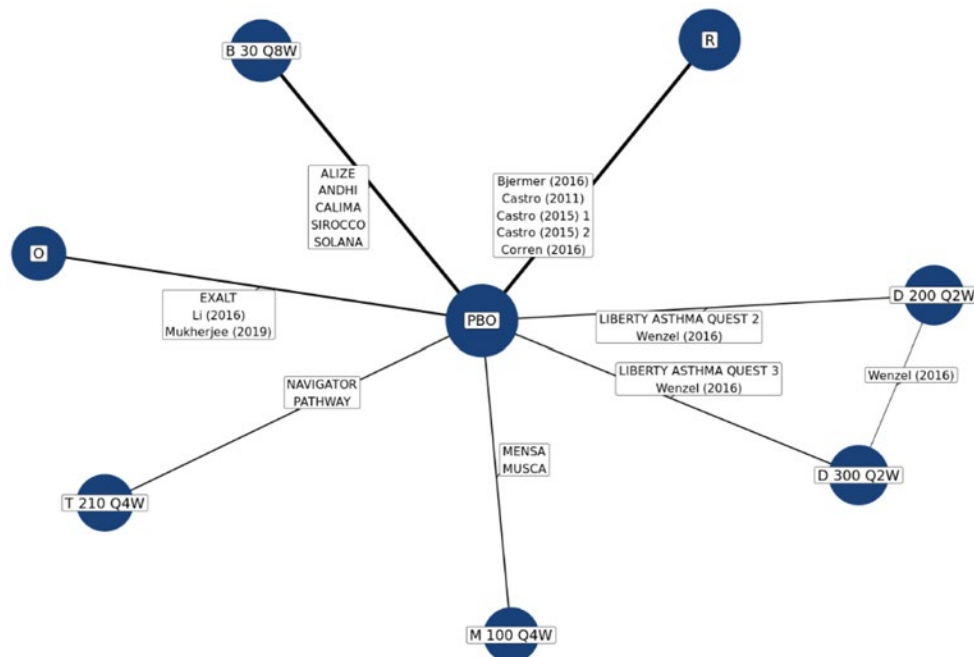 B 30 Q8W
R
ALIZE
ANDHI
CALIMA
SIROCCO
SOLANA
Bjermer (2016)
Castro (2011)
Castro (2015) 1
Castro (2015) 2
Corren (2016)
O
EXALT
Li (2016)
Mukherjee (2019)
PBO
D 200 Q2W
LIBERTY ASTHMA QUEST 2
Wenzel (2016)
LIBERTY ASTHMA QUEST 3
Wenzel (2016)
Wenzel (2016)
NAVIGATOR
PATHWAY
MENSA
MUSCA
D 300 Q2W
T 210 Q4W
M 100 Q4W